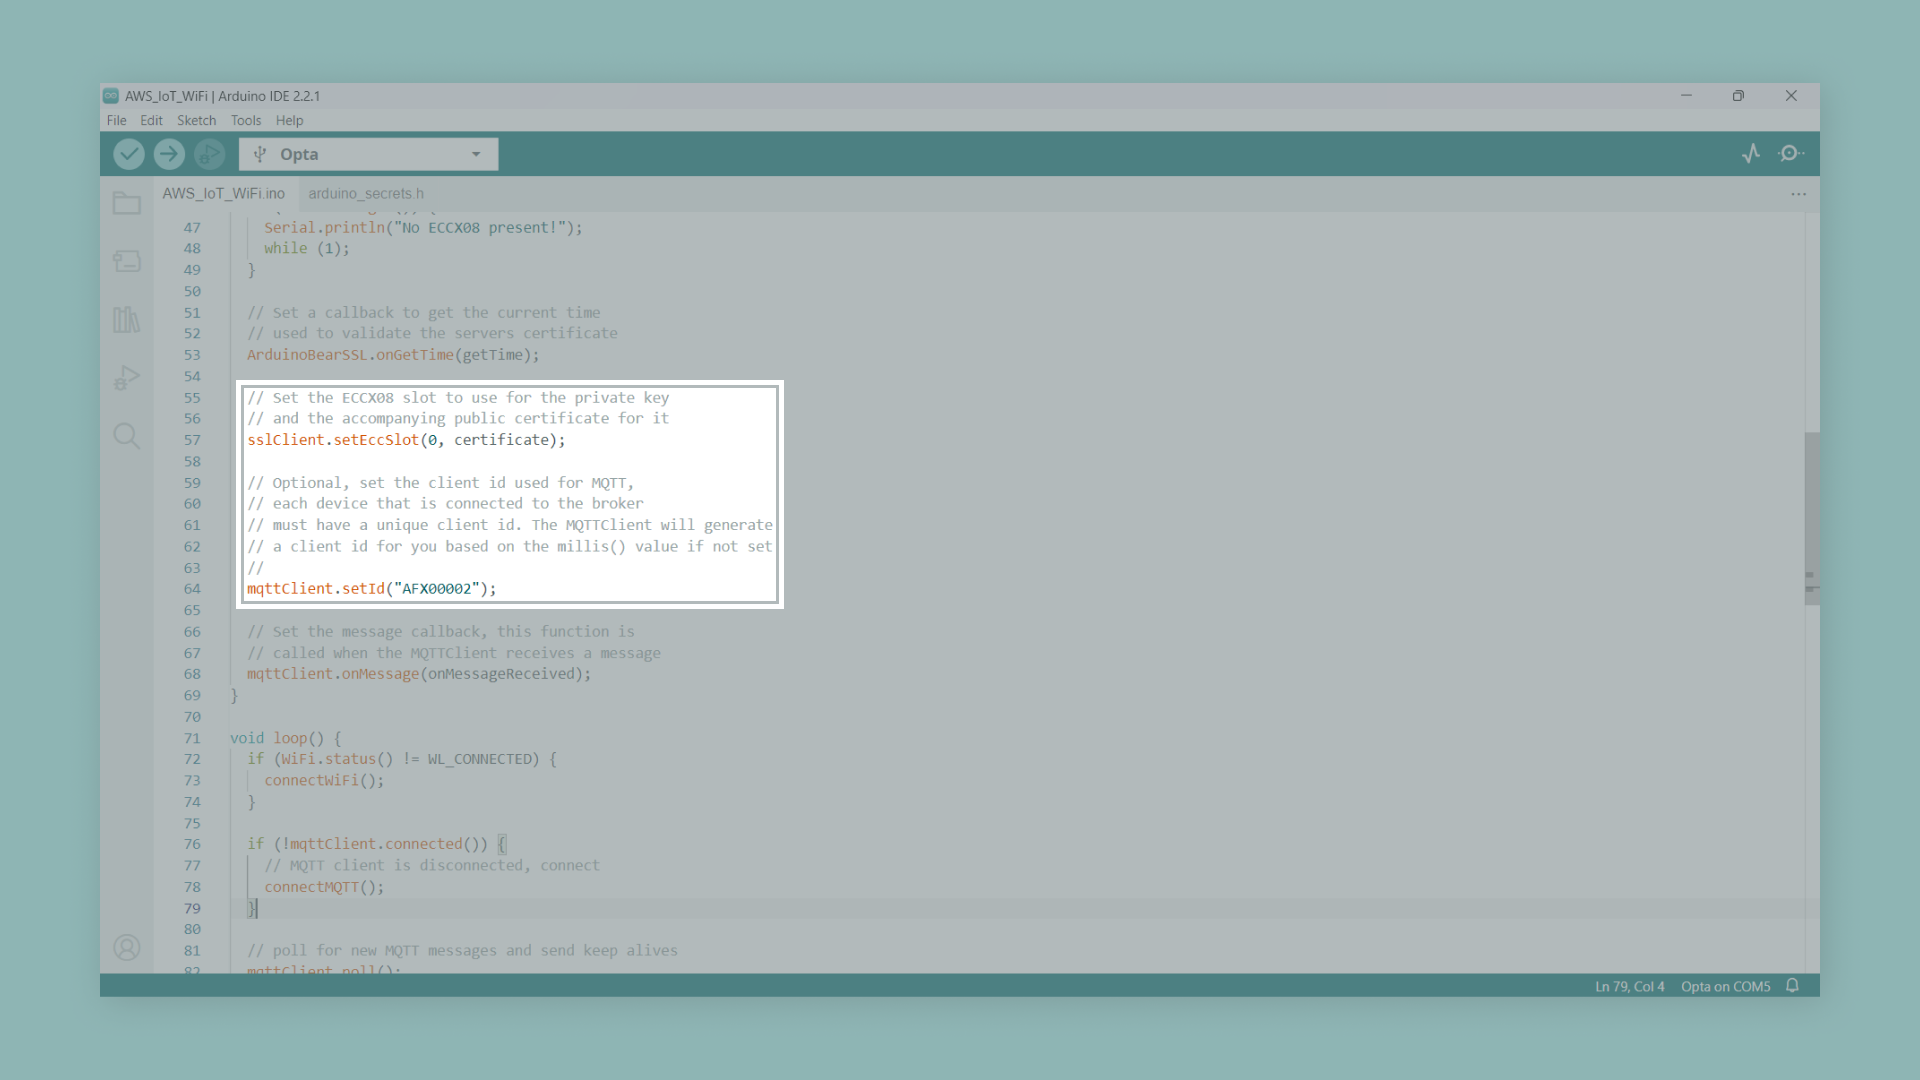 AWS_IoT_WiFi | Arduino IDE 2.2.1
File Edit Sketch Tools Help
Opta
AWS_IoT_WiFi.ino arduino_secrets.h
47 Serial.println("No ECCX08 present!");
48 while (1);
49 }
50
51 // Set a callback to get the current time
52 // used to validate the servers certificate
53 ArduinoBearSSL.onGetTime(getTime);
54
55 // Set the ECCX08 slot to use for the private key
56 // and the accompanying public certificate for it
57 sslClient.setEccSlot(0, certificate);
58
59 // Optional, set the client id used for MQTT,
60 // each device that is connected to the broker
61 // must have a unique client id. The MQTTClient will generate
62 // a client id for you based on the millis() value if not set
63 //
64 mqttClient.setId("AFX00002");
65
66 // Set the message callback, this function is
67 // called when the MQTTClient receives a message
68 mqttClient.onMessage(onMessageReceived);
69 }
70
71 void loop() {
72 if (WiFi.status() != WL_CONNECTED) {
73 connectWiFi();
74 }
75
76 if (!mqttClient.connected()) {
77 // MQTT client is disconnected, connect
78 connectMQTT();
79 }
80
81 // poll for new MQTT messages and send keep alives
82 mqttClient.poll();
Ln 79, Col 4 Opta on COM5